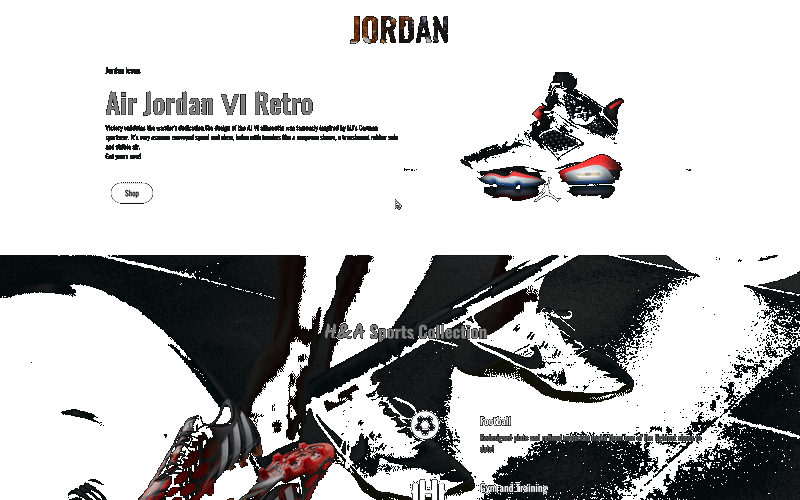 JORDAN
Jordan Icons
Air Jordan VI Retro
Victory validates the warrior's dedication.the design of the AJ VI silhouette was famously inspired by MJ's German
sportscar. It's very essence conveyed speed and class, laden with luxuries like a neoprene sleeve, a translucent, rubber sole
and visible air.
Get yours now!
Shop
H&A Sports Collection
Football
Gym and Training